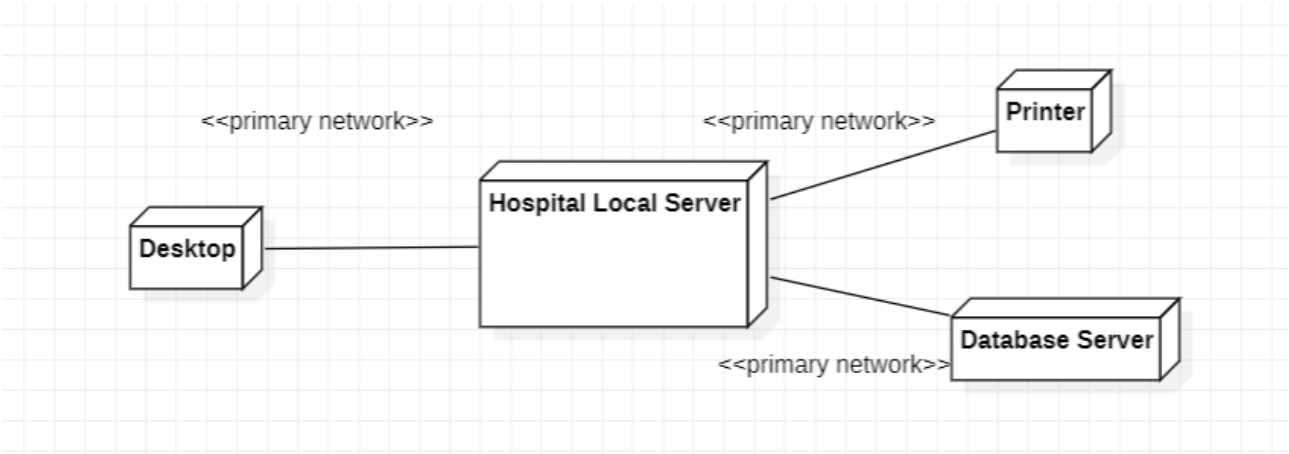 <<primary network>>
<<primary network>>
Printer
Hospital Local Server
Desktop
Database Server
<<primary network>>